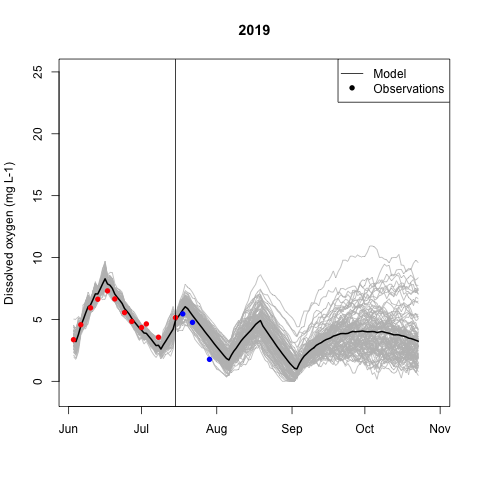 2019
Model
Observations
Dissolved oxygen (mg L-1)
25
20
15
10
5
0
Jun Jul Aug Sep Oct Nov